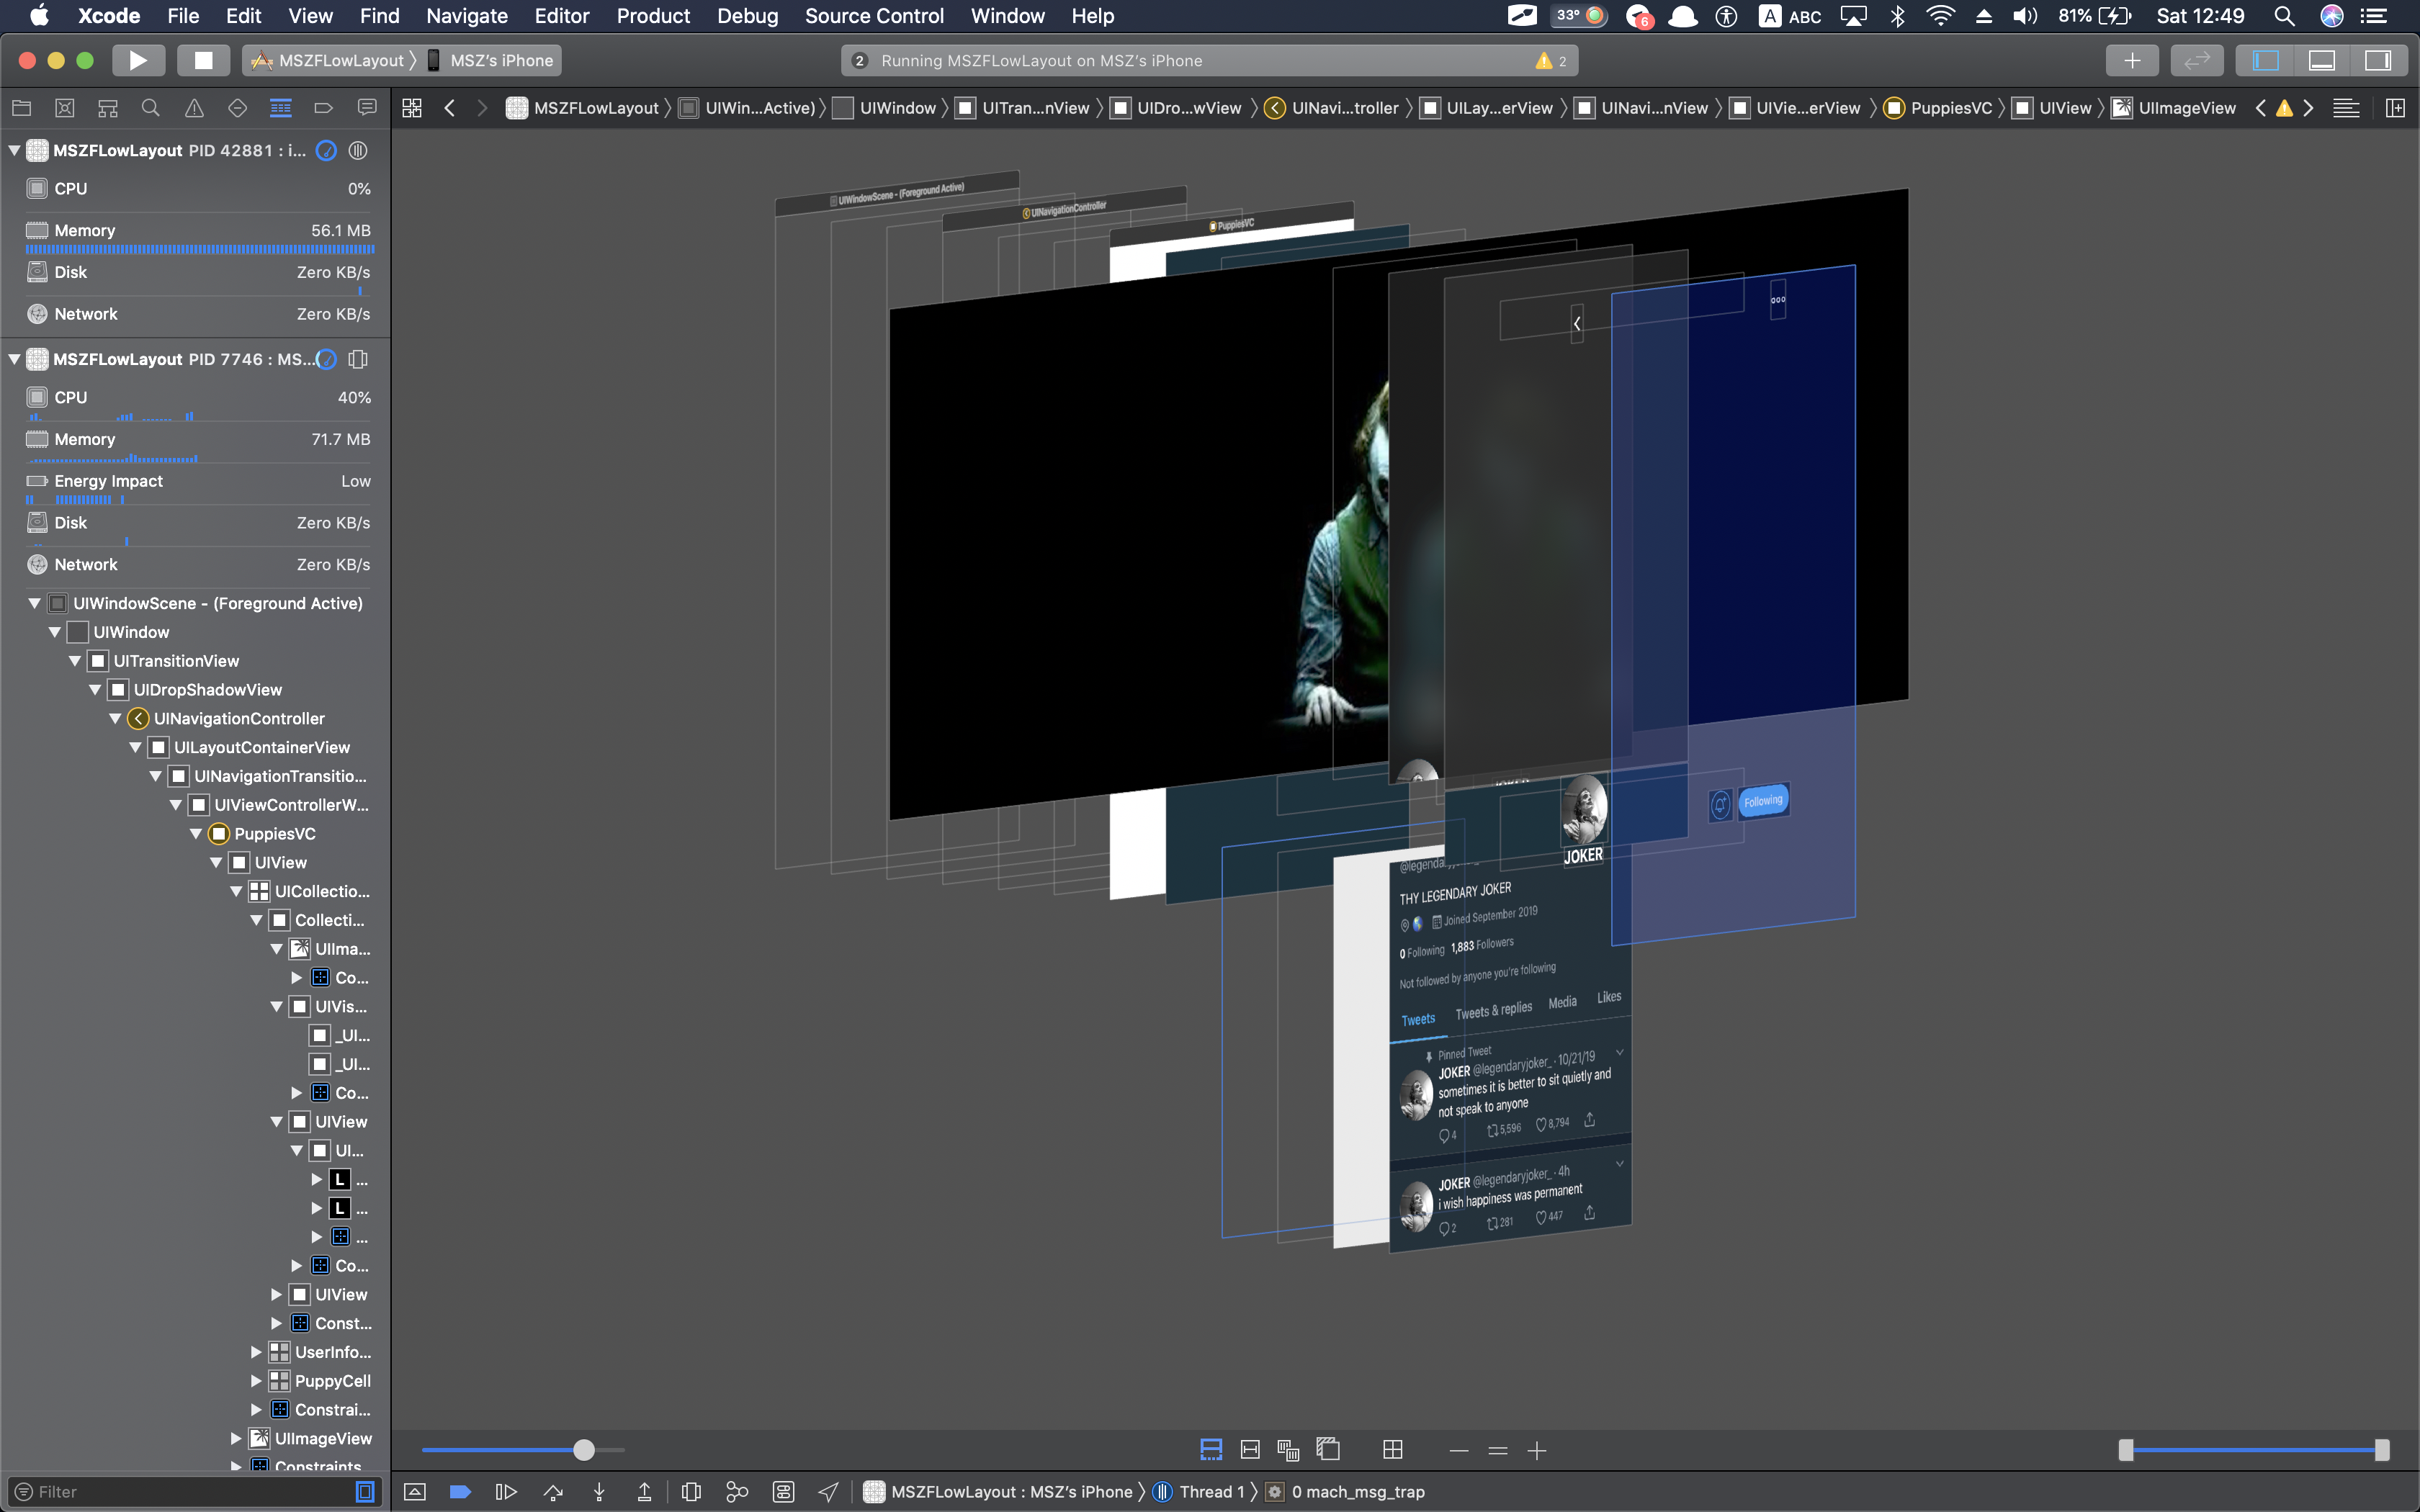 Xcode File Edit View Find Navigate Editor Product Debug Source Control Window Help 33° 6 A ABC 81% Sat 12:49
MSZFLowLayout MSZ's iPhone
2 Running MSZFLowLayout on MSZ's iPhone 2
MSZFLowLayout UIWin...Active) UIWindow UITran...nView UIDro...wView UINavi...troller UILay...erView UINavi...nView UIVie...erView PuppiesVC UIView UIImageView
MSZFLowLayout PID 42881 : i...
CPU 0%
Memory 56.1 MB
Disk Zero KB/s
Network Zero KB/s
MSZFLowLayout PID 7746 : MS...
CPU 40%
Memory 71.7 MB
Energy Impact Low
Disk Zero KB/s
Network Zero KB/s
UIWindowScene - (Foreground Active)
UIWindow
UITransitionView
UIDropShadowView
UINavigationController
UILayoutContainerView
UINavigationTransitio...
UIViewControllerW...
PuppiesVC
UIView
UICollectio...
Collecti...
UIIma...
Co...
UIVis...
_UI...
_UI...
Co...
UIView
UI...
L ...
L ...
...
Co...
UIView
Const...
UserInfo...
PuppyCell
Constrai...
UIImageView
Constraints
Filter
UIWindowScene - (Foreground Active)
UINavigationController
PuppiesVC
JOKER
Following
JOKER
THY LEGENDARY JOKER
Joined September 2019
0 Following 1,883 Followers
Not followed by anyone you're following
Tweets Tweets & replies Media Likes
Pinned Tweet
JOKER @legendaryjoker_ · 10/21/19
sometimes it is better to sit quietly and
not speak to anyone
4 5,596 8,794
JOKER @legendaryjoker_ · 4h
i wish happiness was permanent
2 281 447
MSZFLowLayout : MSZ's iPhone Thread 1 0 mach_msg_trap